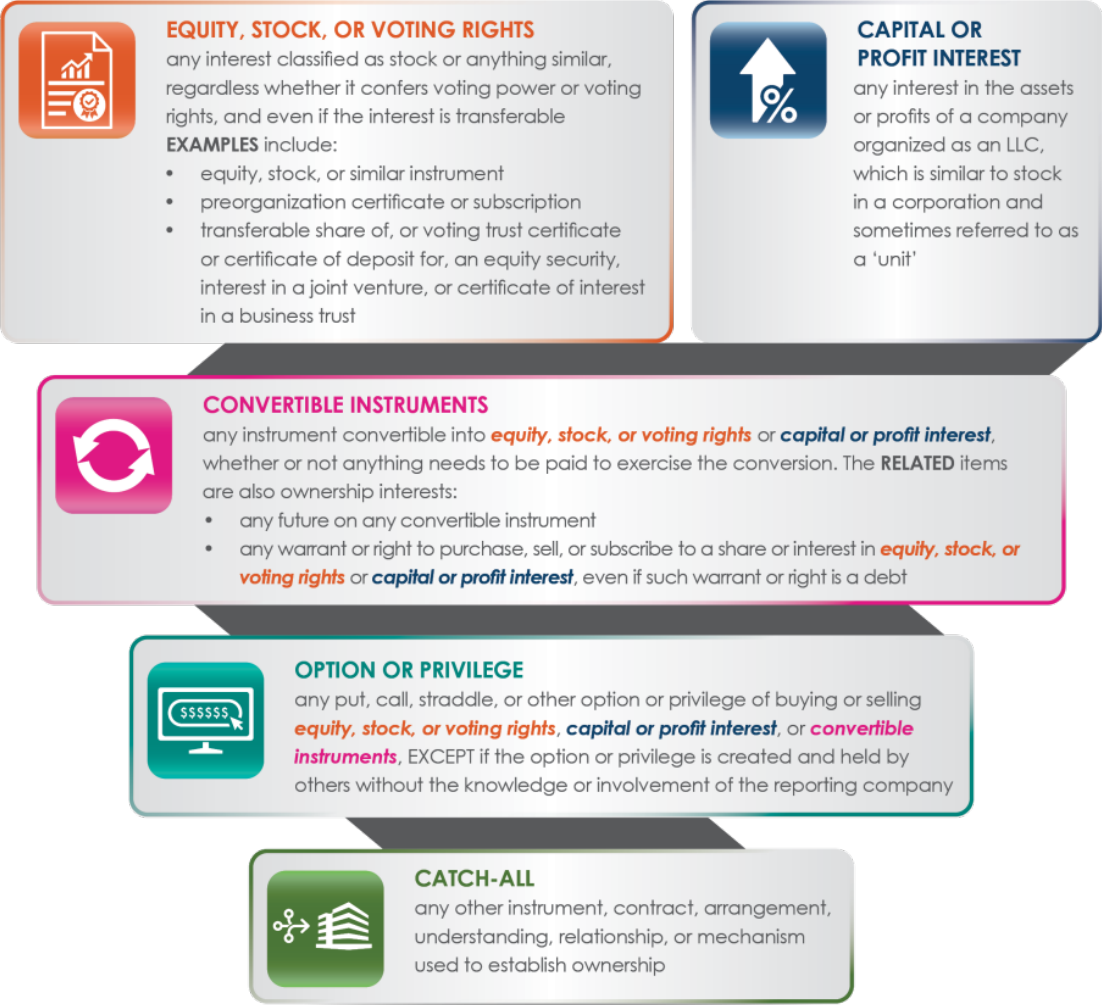 EQUITY, STOCK, OR VOTING RIGHTS
any interest classified as stock or anything similar,
regardless whether it confers voting power or voting
rights, and even if the interest is transferable
EXAMPLES include:
• equity, stock, or similar instrument
• preorganization certificate or subscription
• transferable share of, or voting trust certificate
or certificate of deposit for, an equity security,
interest in a joint venture, or certificate of interest
in a business trust
%
CAPITAL OR
PROFIT INTEREST
any interest in the assets
or profits of a company
organized as an LLC,
which is similar to stock
in a corporation and
sometimes referred to as
a ‘unit’
CONVERTIBLE INSTRUMENTS
any instrument convertible into equity, stock, or voting rights or capital or profit interest,
whether or not anything needs to be paid to exercise the conversion. The RELATED items
are also ownership interests:
• any future on any convertible instrument
• any warrant or right to purchase, sell, or subscribe to a share or interest in equity, stock, or
voting rights or capital or profit interest, even if such warrant or right is a debt
$$$$$$
OPTION OR PRIVILEGE
any put, call, straddle, or other option or privilege of buying or selling
equity, stock, or voting rights, capital or profit interest, or convertible
instruments, EXCEPT if the option or privilege is created and held by
others without the knowledge or involvement of the reporting company
CATCH-ALL
any other instrument, contract, arrangement,
understanding, relationship, or mechanism
used to establish ownership